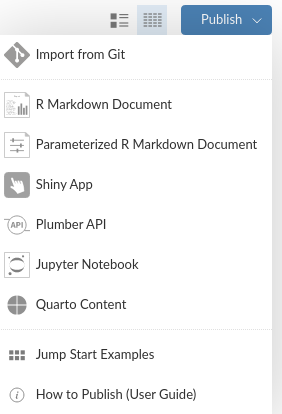 Publish
Import from Git
R Markdown Document
Parameterized R Markdown Document
Shiny App
API Plumber API
Jupyter Notebook
Quarto Content
Jump Start Examples
i How to Publish (User Guide)